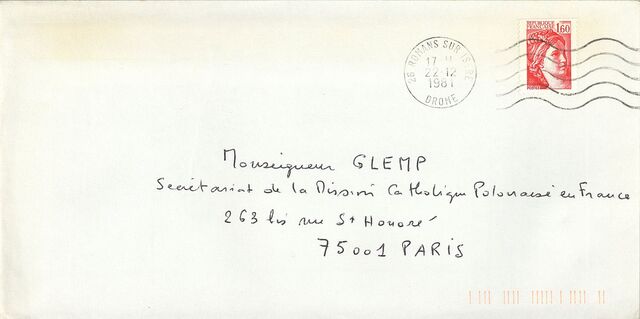 REPUBLIQUE FRANCAISE 1,60
26 ROMANS SUR ISERE
17 H
22-12
1981
DROME
Monseigneur GLEMP
Secrétariat de la Mission Catholique Polonaise en France
263 bis rue St Honoré
75001 PARIS